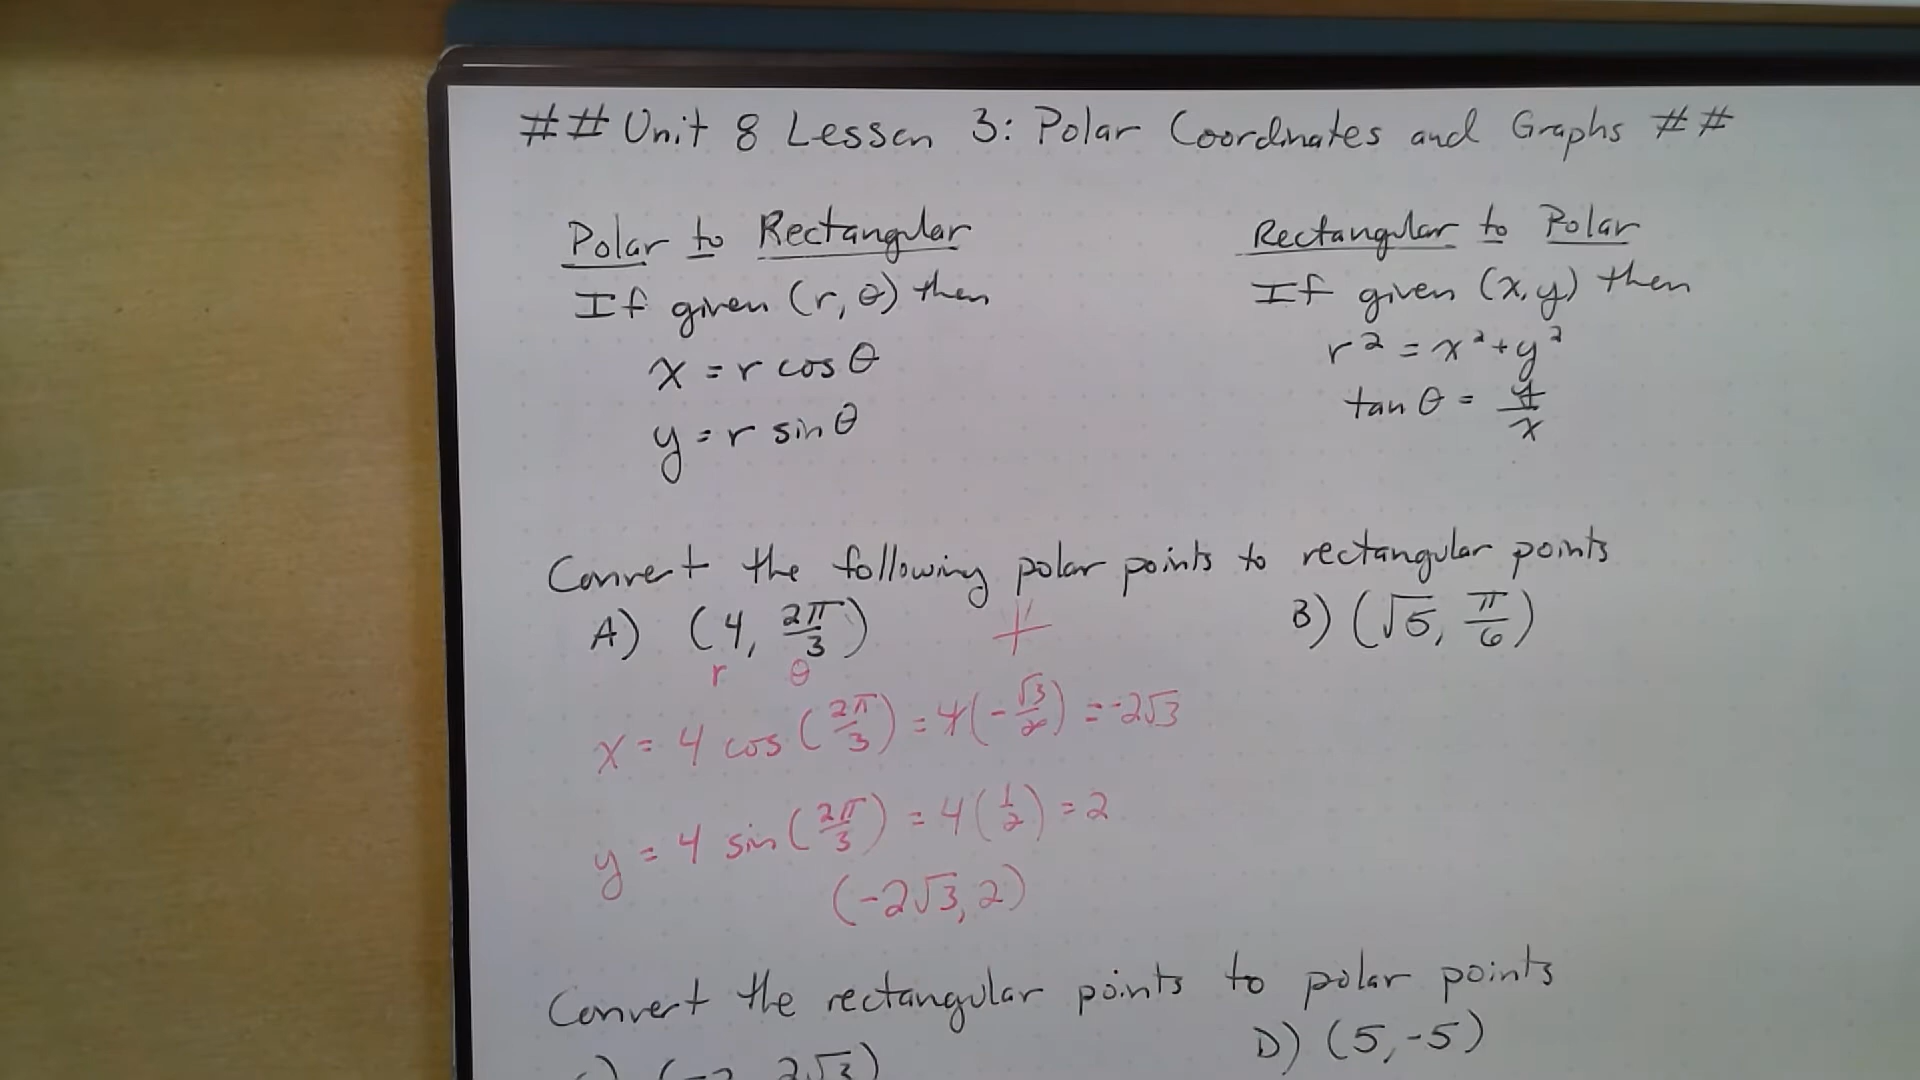 ## Unit 8 Lesson 3: Polar Coordinates and Graphs ##
Polar to Rectangular
If given (r, θ) then
x = r cos θ
y = r sin θ
Rectangular to Polar
If given (x, y) then
r² = x² + y²
tan θ = y/x
Convert the following polar points to rectangular points
A) (4, 2π/3)
r θ
x = 4 cos (2π/3) = 4(-√3/2) = -2√3
y = 4 sin (2π/3) = 4(1/2) = 2
(-2√3, 2)
B) (√5, π/6)
Convert the rectangular points to polar points
D) (5, -5)